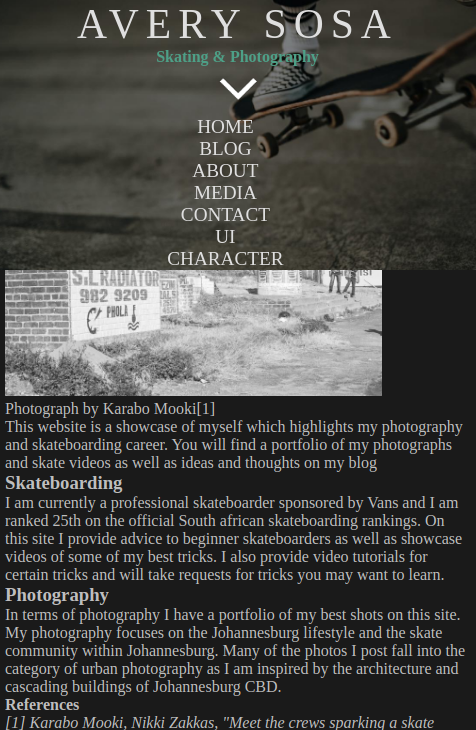 AVERY SOSA
Skating & Photography
HOME
BLOG
ABOUT
MEDIA
CONTACT
UI
CHARACTER
S.L RADIATOR
982 9209
PHOLA
Photograph by Karabo Mooki[1]
This website is a showcase of myself which highlights my photography
and skateboarding career. You will find a portfolio of my photographs
and skate videos as well as ideas and thoughts on my blog
Skateboarding
I am currently a professional skateboarder sponsored by Vans and I am
ranked 25th on the official South african skateboarding rankings. On
this site I provide advice to beginner skateboarders as well as showcase
videos of some of my best tricks. I also provide video tutorials for
certain tricks and will take requests for tricks you may want to learn.
Photography
In terms of photography I have a portfolio of my best shots on this site.
My photography focuses on the Johannesburg lifestyle and the skate
community within Johannesburg. Many of the photos I post fall into the
category of urban photography as I am inspired by the architecture and
cascading buildings of Johannesburg CBD.
References
[1] Karabo Mooki, Nikki Zakkas, "Meet the crews sparking a skate